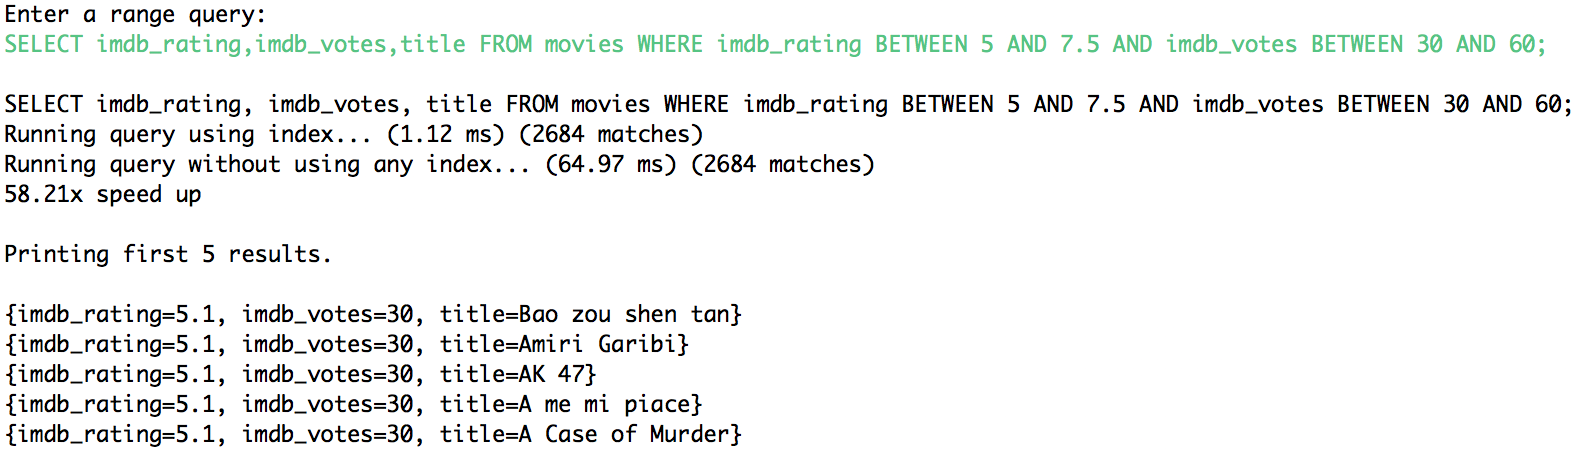 Enter a range query:
SELECT imdb_rating,imdb_votes,title FROM movies WHERE imdb_rating BETWEEN 5 AND 7.5 AND imdb_votes BETWEEN 30 AND 60;
SELECT imdb_rating, imdb_votes, title FROM movies WHERE imdb_rating BETWEEN 5 AND 7.5 AND imdb_votes BETWEEN 30 AND 60;
Running query using index... (1.12 ms) (2684 matches)
Running query without using any index... (64.97 ms) (2684 matches)
58.21x speed up
Printing first 5 results.
{imdb_rating=5.1, imdb_votes=30, title=Bao zou shen tan}
{imdb_rating=5.1, imdb_votes=30, title=Amiri Garibi}
{imdb_rating=5.1, imdb_votes=30, title=AK 47}
{imdb_rating=5.1, imdb_votes=30, title=A me mi piace}
{imdb_rating=5.1, imdb_votes=30, title=A Case of Murder}